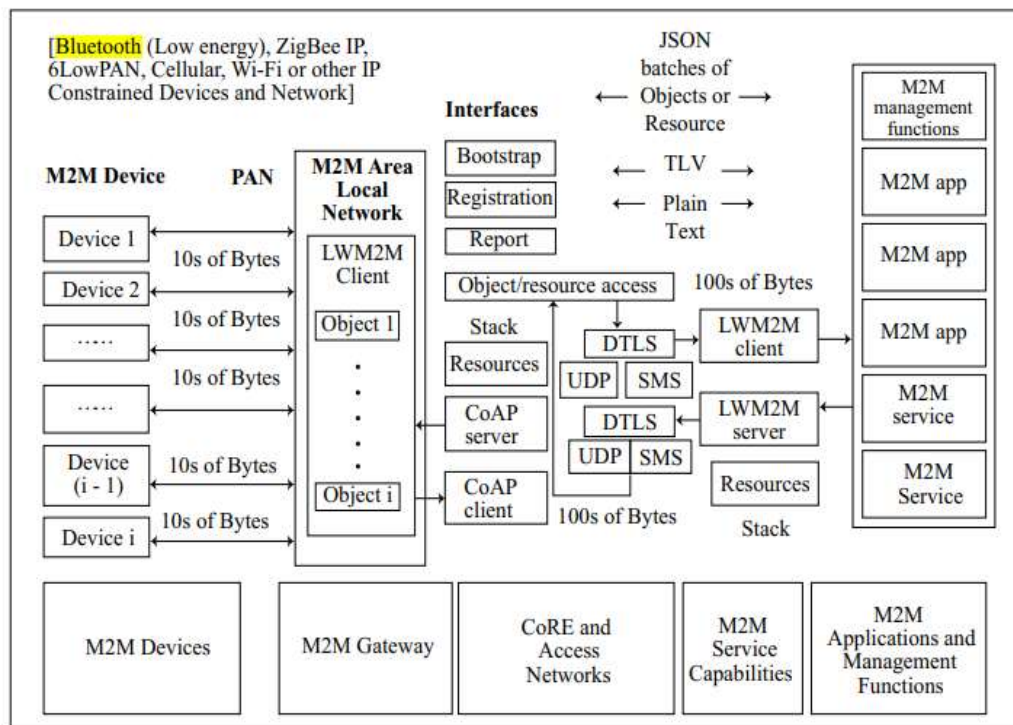 [Bluetooth (Low energy), ZigBee IP,
6LowPAN, Cellular, Wi-Fi or other IP
Constrained Devices and Network]
JSON
batches of
Objects or
Resource
TLV
Plain
Text
Interfaces
Bootstrap
Registration
Report
M2M Device
PAN
M2M Area
Local
Network
Device 1
10s of Bytes
Device 2
10s of Bytes
.....
10s of Bytes
.....
Device
(i - 1)
10s of Bytes
Device i
10s of Bytes
LWM2M
Client
Object 1
Object i
Object/resource access
100s of Bytes
Stack
Resources
CoAP
server
CoAP
client
DTLS
UDP
SMS
DTLS
UDP
SMS
100s of Bytes
LWM2M
client
LWM2M
server
Resources
Stack
M2M
management
functions
M2M app
M2M app
M2M app
M2M
service
M2M
Service
M2M Devices
M2M Gateway
CoRE and
Access
Networks
M2M
Service
Capabilities
M2M
Applications and
Management
Functions